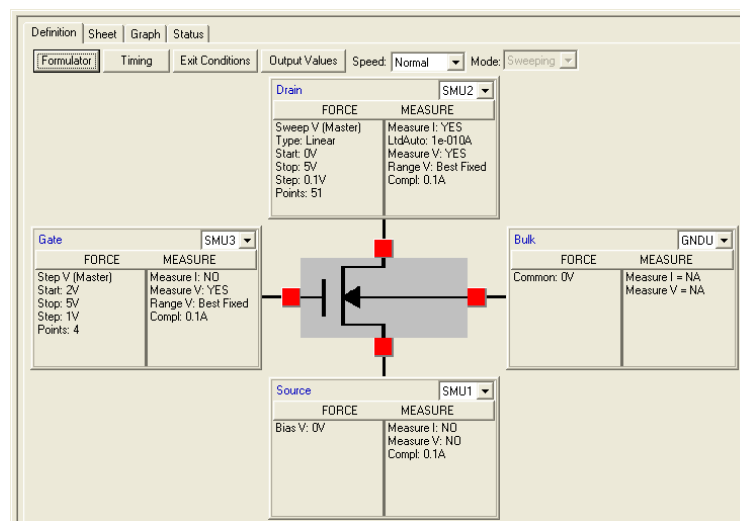 Definition Sheet Graph Status
Formulator Timing Exit Conditions Output Values Speed: Normal Mode: Sweeping
Drain SMU2
FORCE MEASURE
Sweep V (Master) Measure I: YES
Type: Linear LtdAuto: 1e-010A
Start: 0V Measure V: YES
Stop: 5V Range V: Best Fixed
Step: 0.1V Compl: 0.1A
Points: 51
Gate SMU3
FORCE MEASURE
Step V (Master) Measure I: NO
Start: 2V Measure V: YES
Stop: 5V Range V: Best Fixed
Step: 1V Compl: 0.1A
Points: 4
Bulk GNDU
FORCE MEASURE
Common: 0V Measure I = NA
Measure V = NA
Source SMU1
FORCE MEASURE
Bias V: 0V Measure I: NO
Measure V: NO
Compl: 0.1A